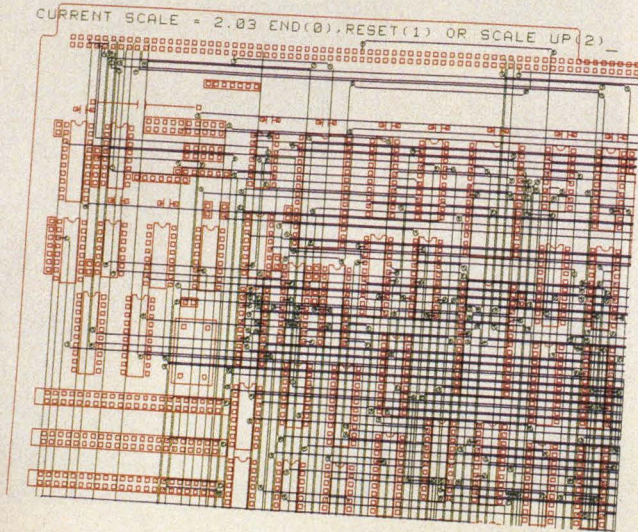 CURRENT SCALE = 2.03 END(0),RESET(1) OR SCALE UP(2)_